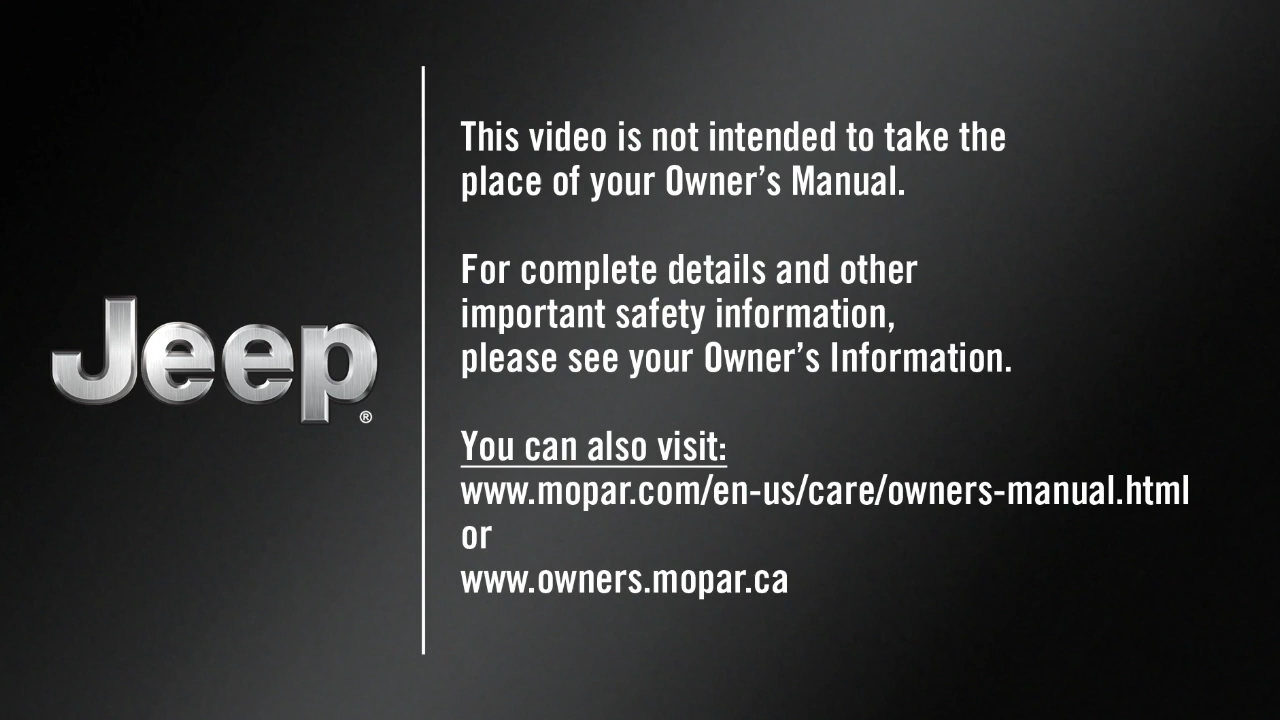 Jeep®
This video is not intended to take the
place of your Owner’s Manual.
For complete details and other
important safety information,
please see your Owner’s Information.
You can also visit:
www.mopar.com/en-us/care/owners-manual.html
or
www.owners.mopar.ca